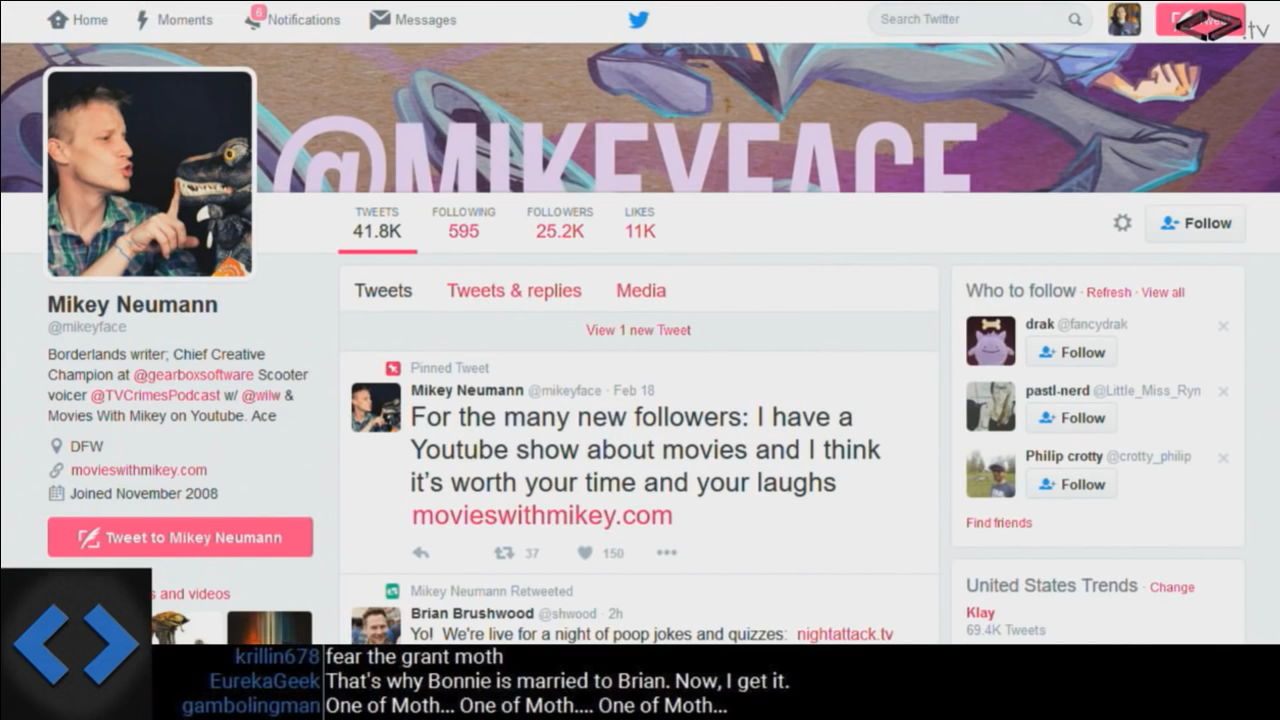 Home
Moments
6
Notifications
Messages
Search Twitter
.tv
@MIKEYFACE
TWEETS
41.8K
FOLLOWING
595
FOLLOWERS
25.2K
LIKES
11K
Follow
Mikey Neumann
@mikeyface
Borderlands writer; Chief Creative
Champion at @gearboxsoftware Scooter
voicer @TVCrimesPodcast w/ @wilw &
Movies With Mikey on Youtube. Ace
DFW
movieswithmikey.com
Joined November 2008
Tweet to Mikey Neumann
s and videos
Tweets
Tweets & replies
Media
View 1 new Tweet
Pinned Tweet
Mikey Neumann @mikeyface · Feb 18
For the many new followers: I have a
Youtube show about movies and I think
it's worth your time and your laughs
movieswithmikey.com
37
150
Mikey Neumann Retweeted
Brian Brushwood @shwood · 2h
Yo! We're live for a night of poop jokes and quizzes: nightattack.tv
Who to follow · Refresh · View all
drak @fancydrak
Follow
pastl-nerd @Little_Miss_Ryn
Follow
Philip crotty @crotty_philip
Follow
Find friends
United States Trends · Change
Klay
69.4K Tweets
krillin678 fear the grant moth
EurekaGeek That's why Bonnie is married to Brian. Now, I get it.
gambolingman One of Moth... One of Moth.... One of Moth...